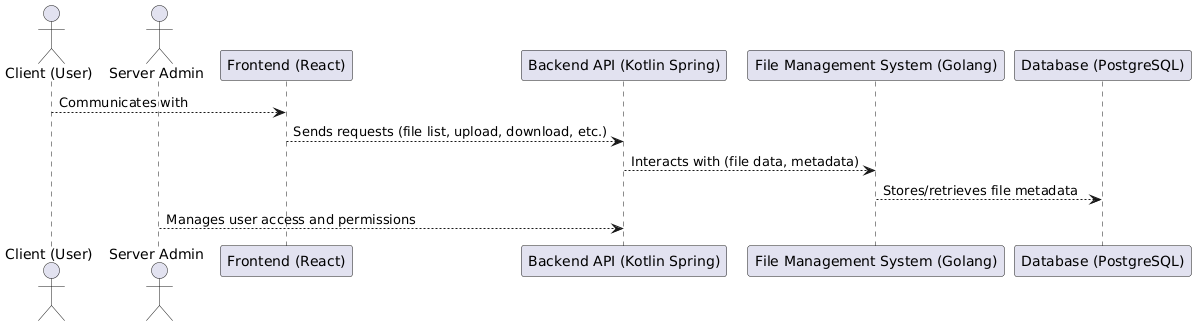 Client (User)
Server Admin
Frontend (React)
Backend API (Kotlin Spring)
File Management System (Golang)
Database (PostgreSQL)
Communicates with
Sends requests (file list, upload, download, etc.)
Interacts with (file data, metadata)
Stores/retrieves file metadata
Manages user access and permissions
Client (User)
Server Admin
Frontend (React)
Backend API (Kotlin Spring)
File Management System (Golang)
Database (PostgreSQL)